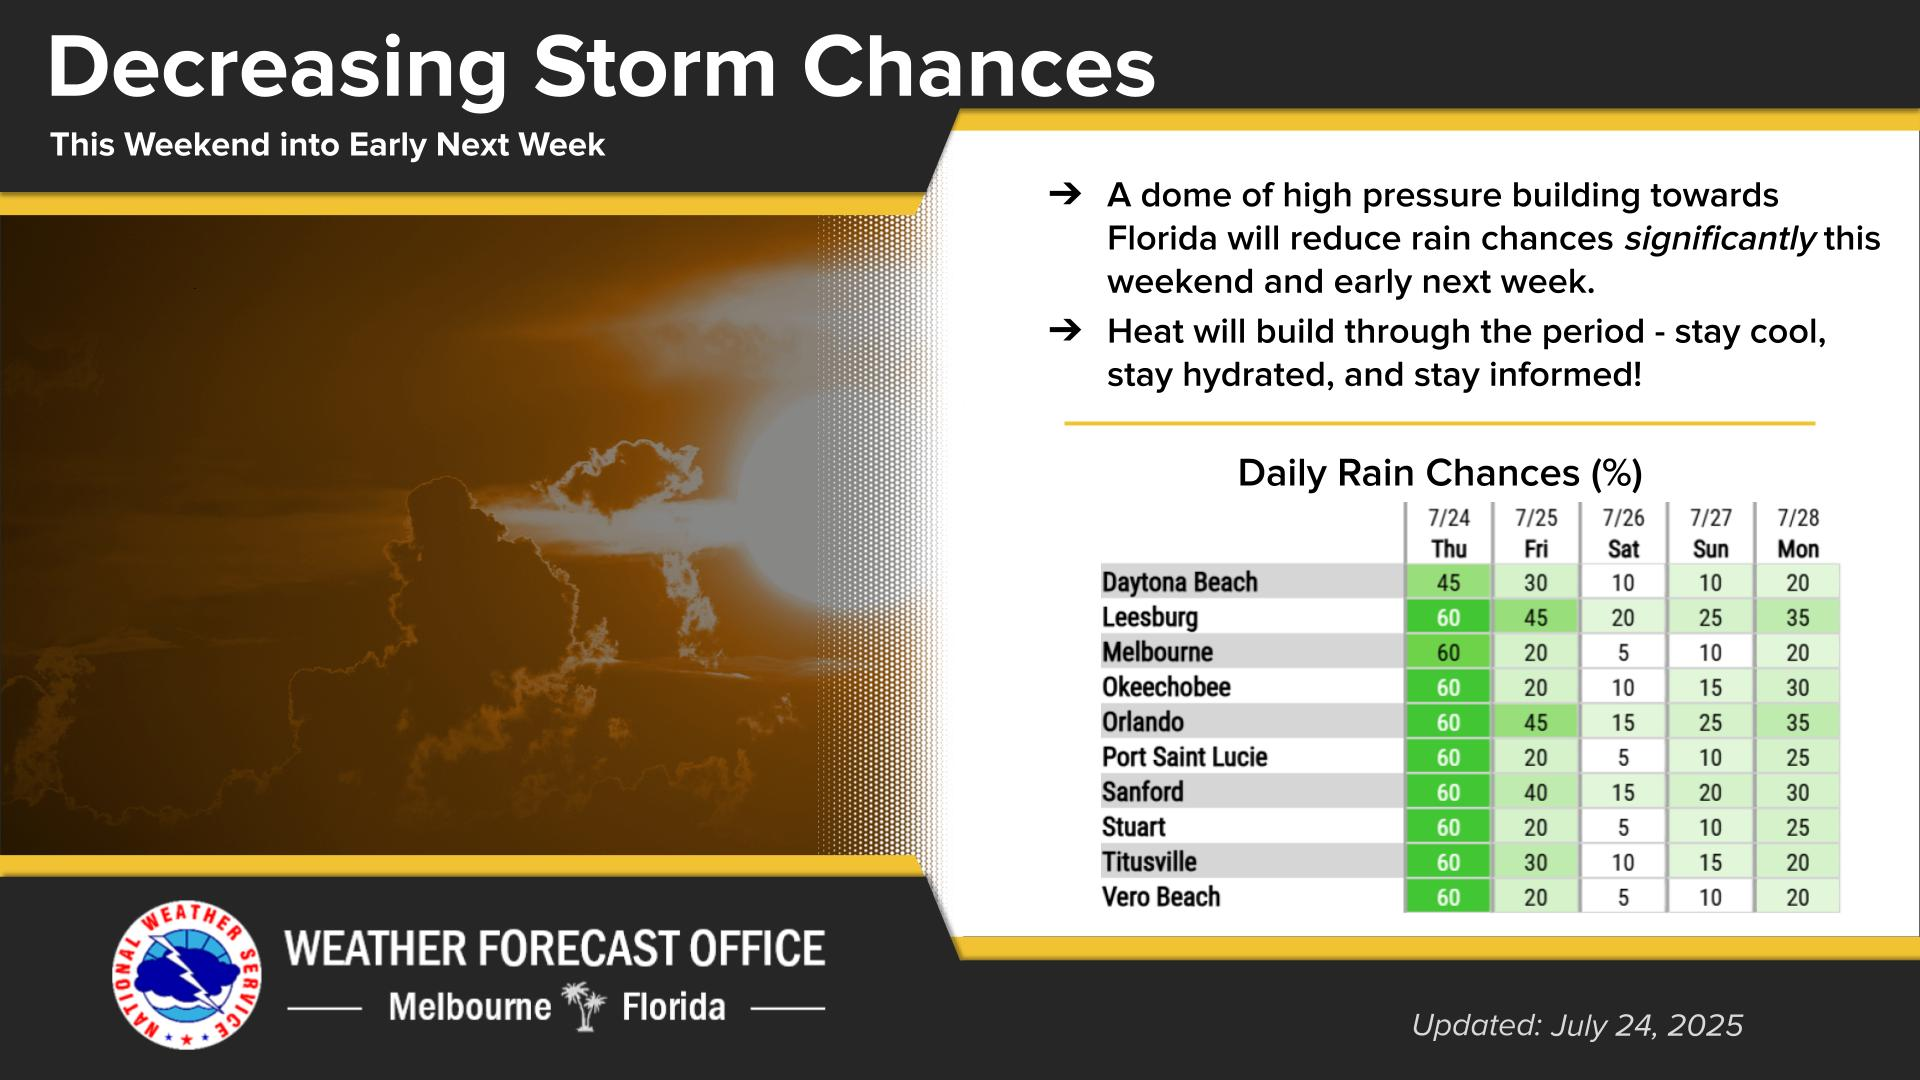 Decreasing Storm Chances
This Weekend into Early Next Week
➔ A dome of high pressure building towards
Florida will reduce rain chances significantly this
weekend and early next week.
➔ Heat will build through the period - stay cool,
stay hydrated, and stay informed!
Daily Rain Chances (%)
7/24 7/25 7/26 7/27 7/28
Thu Fri Sat Sun Mon
Daytona Beach 45 30 10 10 20
Leesburg 60 45 20 25 35
Melbourne 60 20 5 10 20
Okeechobee 60 20 10 15 30
Orlando 60 45 15 25 35
Port Saint Lucie 60 20 5 10 25
Sanford 60 40 15 20 30
Stuart 60 20 5 10 25
Titusville 60 30 10 15 20
Vero Beach 60 20 5 10 20
NATIONAL WEATHER SERVICE
WEATHER FORECAST OFFICE
Melbourne Florida
Updated: July 24, 2025